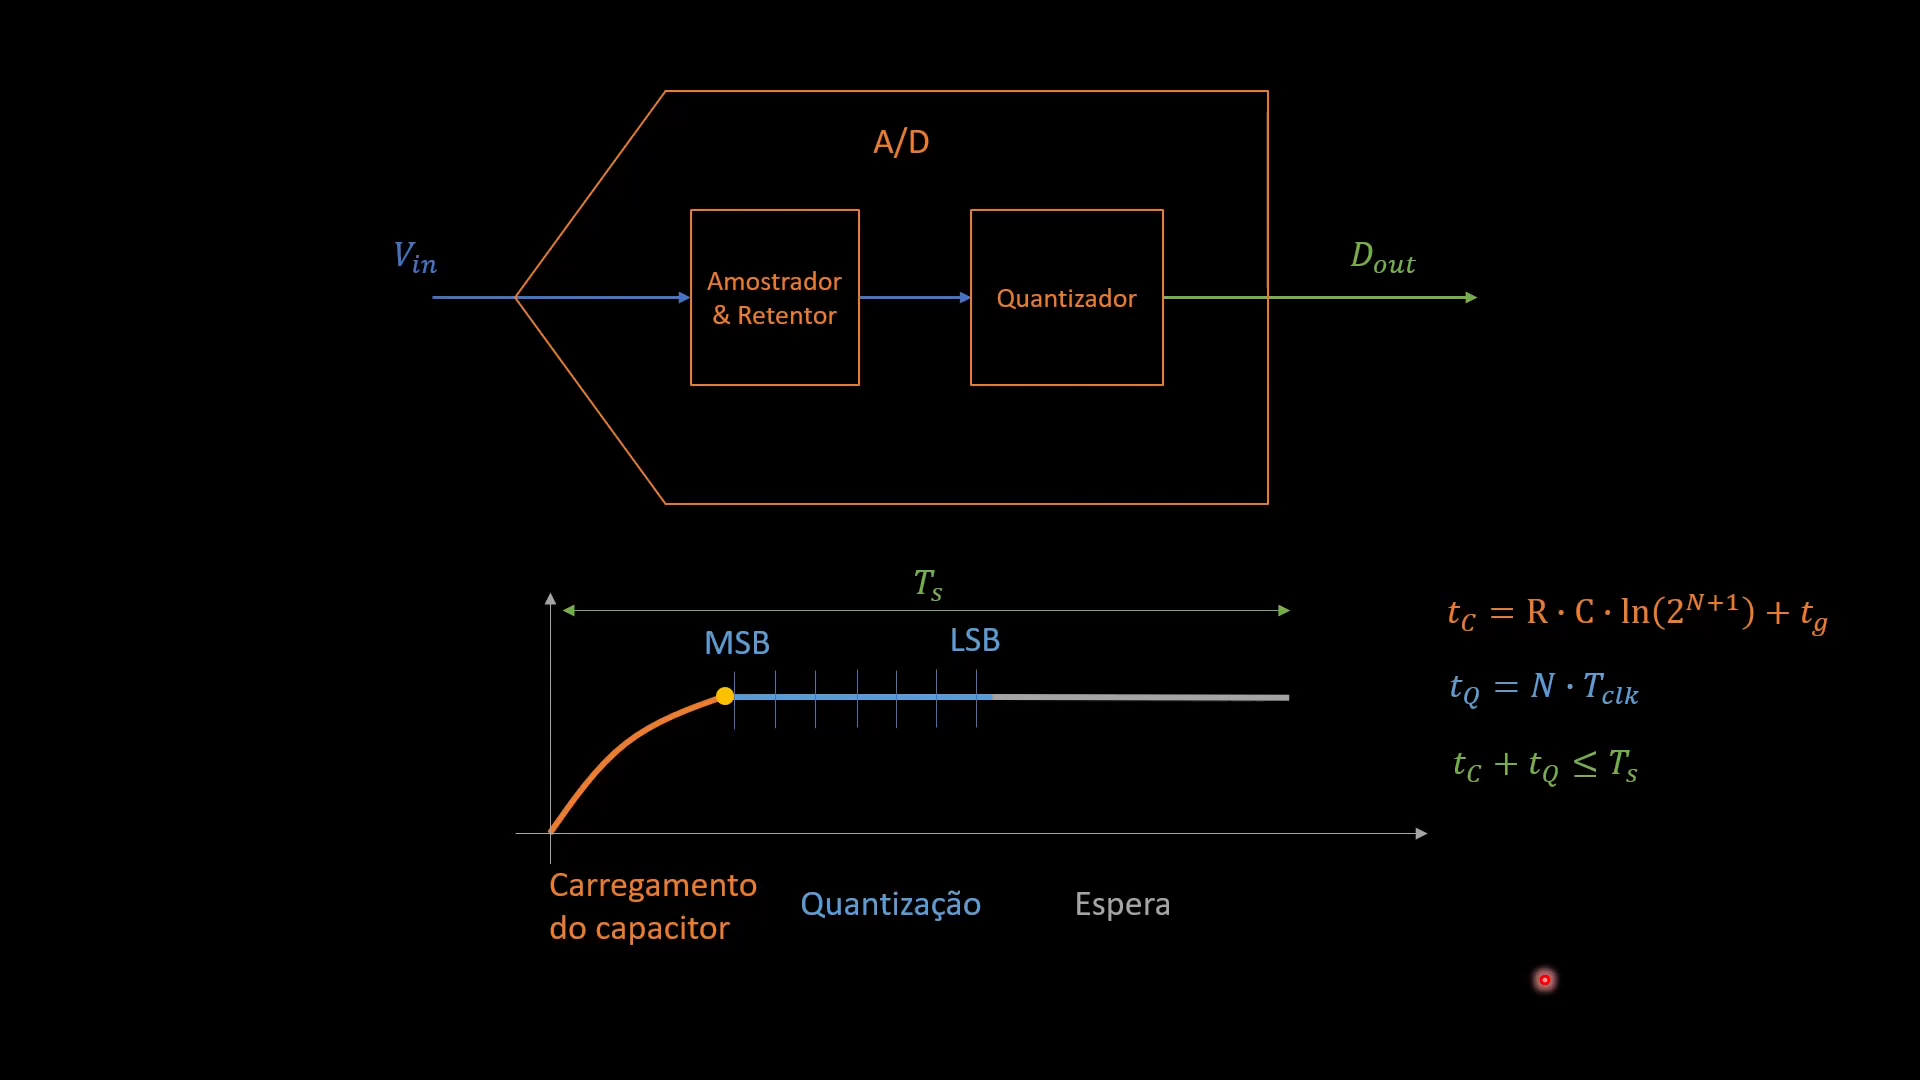 A/D
V_in
Amostrador
& Retentor
Quantizador
D_out
T_s
MSB
LSB
t_C = R · C · ln(2^{N+1}) + t_g
t_Q = N · T_clk
t_C + t_Q ≤ T_s
Carregamento
do capacitor
Quantização
Espera